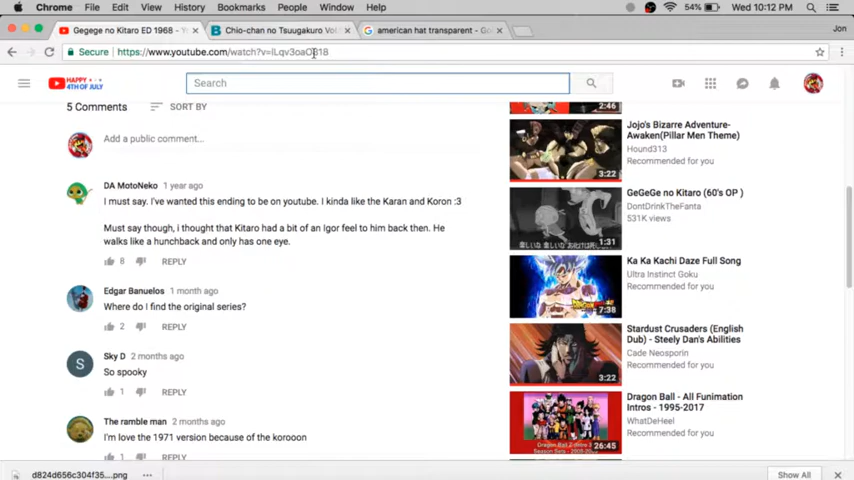 Chrome File Edit View History Bookmarks People Window Help 54% Wed 10:12 PM
Gegege no Kitaro ED 1968 - Yo Chio-chan no Tsuugakuro Vol. american hat transparent - Go Jon
Secure https://www.youtube.com/watch?v=
HAPPY 4TH OF JULY
Search
5 Comments SORT BY
Add a public comment...
DA MotoNeko 1 year ago
I must say. I've wanted this ending to be on youtube. I kinda like the Karan and Koron :3
Must say though, i thought that Kitaro had a bit of an Igor feel to him back then. He
walks like a hunchback and only has one eye.
8 REPLY
Edgar Banuelos 1 month ago
Where do I find the original series?
2 REPLY
Sky D 2 months ago
S
So spooky
1 REPLY
The ramble man 2 months ago
I'm love the 1971 version because of the korooon
1 REPLY
2:46
Jojo's Bizarre Adventure-
Awaken(Pillar Men Theme)
Hound313
Recommended for you
3:22
GeGeGe no Kitaro (60's OP )
DontDrinkTheFanta
531K views
1:31
Ka Ka Kachi Daze Full Song
Ultra Instinct Goku
Recommended for you
7:38
Stardust Crusaders (English
Dub) - Steely Dan's Abilities
Cade Neosporin
Recommended for you
3:22
Dragon Ball - All Funimation
Intros - 1995-2017
WhatDeHeel
Recommended for you
26:45
d824d656c304f35....png Show All